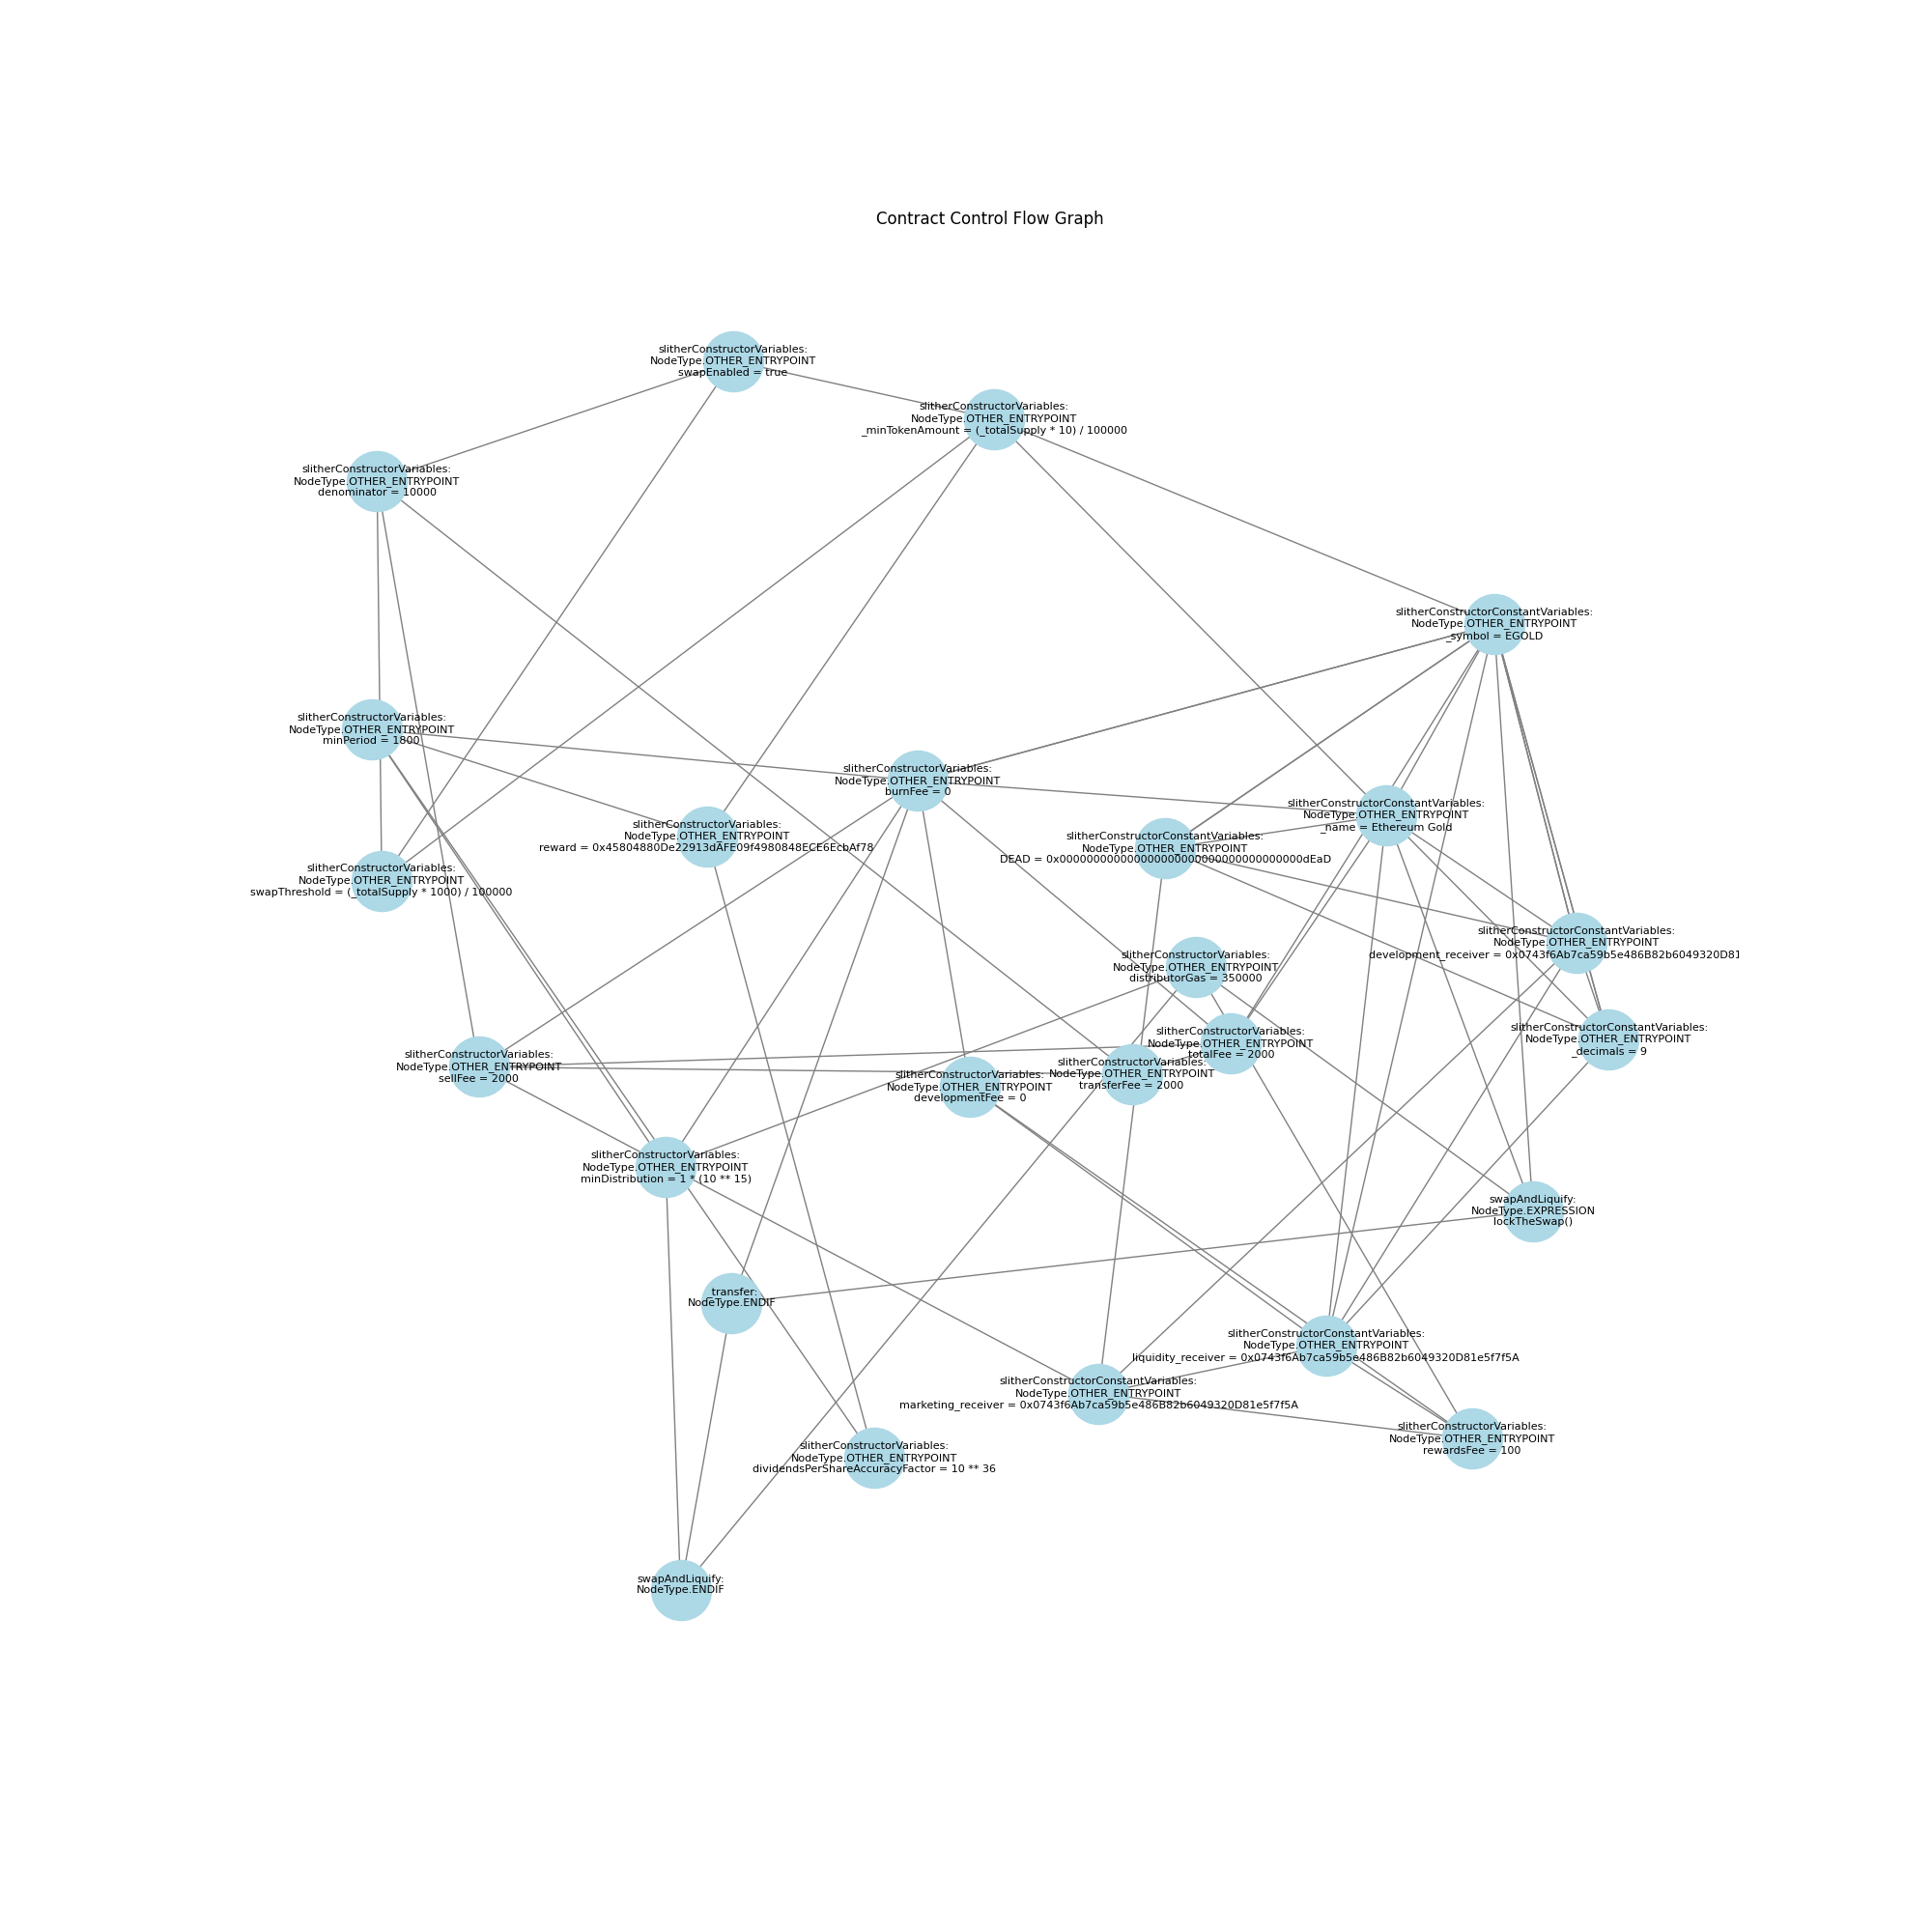 Contract Control Flow Graph
slitherConstructorVariables:
NodeType.OTHER_ENTRYPOINT
swapEnabled = true
slitherConstructorVariables:
NodeType.OTHER_ENTRYPOINT
_minTokenAmount = (_totalSupply * 10) / 100000
slitherConstructorVariables:
NodeType.OTHER_ENTRYPOINT
denominator = 10000
slitherConstructorConstantVariables:
NodeType.OTHER_ENTRYPOINT
_symbol = EGOLD
slitherConstructorVariables:
NodeType.OTHER_ENTRYPOINT
minPeriod = 1800
slitherConstructorVariables:
NodeType.OTHER_ENTRYPOINT
burnFee = 0
slitherConstructorConstantVariables:
NodeType.OTHER_ENTRYPOINT
_name = Ethereum Gold
slitherConstructorVariables:
NodeType.OTHER_ENTRYPOINT
reward = 0x45804880De22913dAFE09f4980848ECE6EcbAf78
slitherConstructorConstantVariables:
NodeType.OTHER_ENTRYPOINT
DEAD = 0x000000000000000000000000000000000000dEaD
slitherConstructorVariables:
NodeType.OTHER_ENTRYPOINT
swapThreshold = (_totalSupply * 1000) / 100000
slitherConstructorConstantVariables:
NodeType.OTHER_ENTRYPOINT
development_receiver = 0x0743f6Ab7ca59b5e486B82b6049320D81
slitherConstructorVariables:
NodeType.OTHER_ENTRYPOINT
distributorGas = 350000
slitherConstructorConstantVariables:
NodeType.OTHER_ENTRYPOINT
_decimals = 9
slitherConstructorVariables:
NodeType.OTHER_ENTRYPOINT
totalFee = 2000
slitherConstructorVariables:
NodeType.OTHER_ENTRYPOINT
sellFee = 2000
slitherConstructorVariables:
NodeType.OTHER_ENTRYPOINT
transferFee = 2000
slitherConstructorVariables:
NodeType.OTHER_ENTRYPOINT
developmentFee = 0
slitherConstructorVariables:
NodeType.OTHER_ENTRYPOINT
minDistribution = 1 * (10 ** 15)
swapAndLiquify:
NodeType.EXPRESSION
lockTheSwap()
_transfer:
NodeType.ENDIF
slitherConstructorConstantVariables:
NodeType.OTHER_ENTRYPOINT
liquidity_receiver = 0x0743f6Ab7ca59b5e486B82b6049320D81e5f7f5A
slitherConstructorConstantVariables:
NodeType.OTHER_ENTRYPOINT
marketing_receiver = 0x0743f6Ab7ca59b5e486B82b6049320D81e5f7f5A
slitherConstructorVariables:
NodeType.OTHER_ENTRYPOINT
rewardsFee = 100
slitherConstructorVariables:
NodeType.OTHER_ENTRYPOINT
dividendsPerShareAccuracyFactor = 10 ** 36
swapAndLiquify:
NodeType.ENDIF